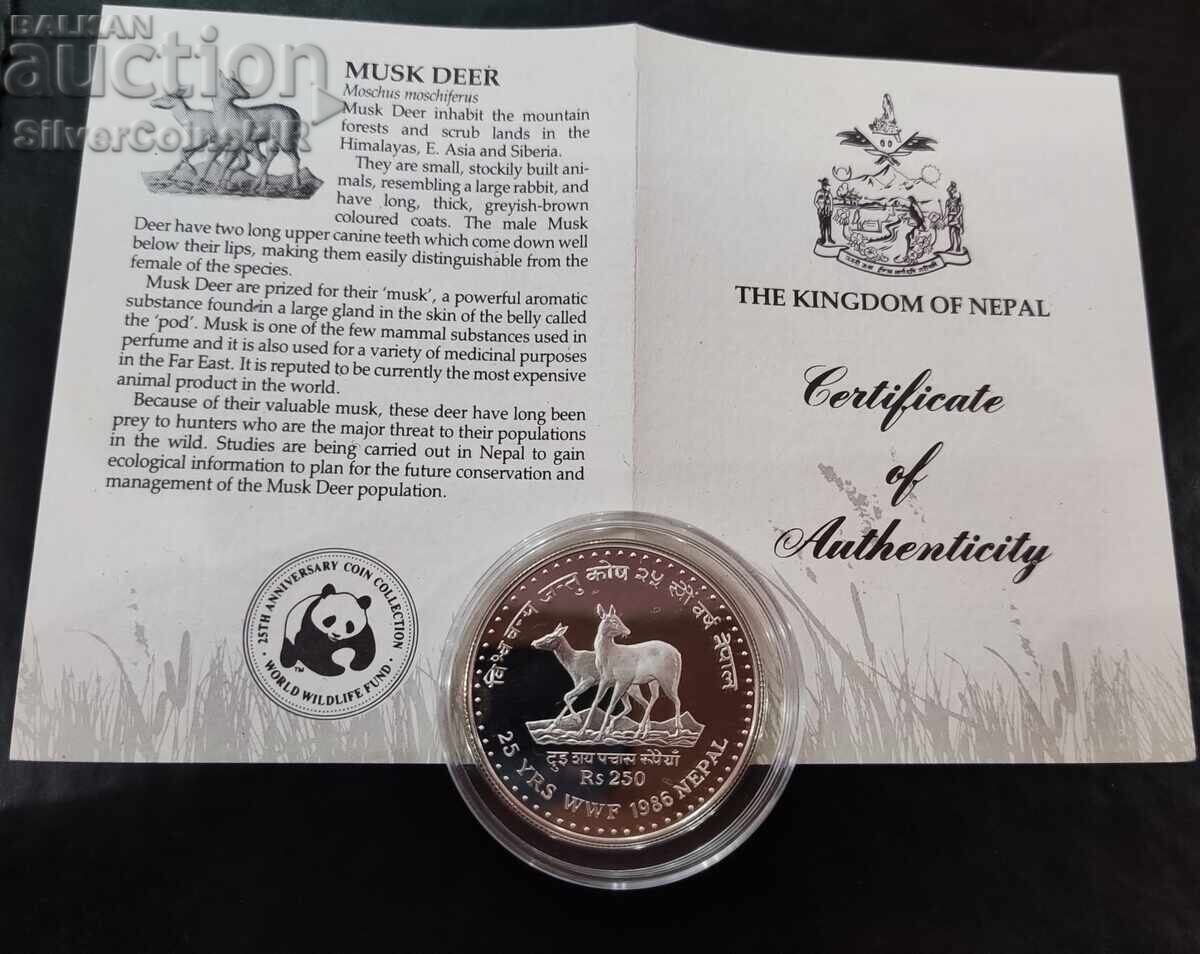 BALKAN
auction
SilverCoinsHR
MUSK DEER
Moschus moschiferus
Musk Deer inhabit the mountain
forests and scrub lands in the
Himalayas, E. Asia and Siberia.
They are small, stockily built ani-
mals, resembling a large rabbit, and
have long, thick, greyish-brown
coloured coats. The male Musk
Deer have two long upper canine teeth which come down well
below their lips, making them easily distinguishable from the
female of the species.
Musk Deer are prized for their 'musk', a powerful aromatic
substance found in a large gland in the skin of the belly called
the 'pod'. Musk is one of the few mammal substances used in
perfume and it is also used for a variety of medicinal purposes
in the Far East. It is reputed to be currently the most expensive
animal product in the world.
Because of their valuable musk, these deer have long been
prey to hunters who are the major threat to their populations
in the wild. Studies are being carried out in Nepal to gain
ecological information to plan for the future conservation and
management of the Musk Deer population.
25TH ANNIVERSARY COIN COLLECTION
TM
WORLD WILDLIFE FUND
THE KINGDOM OF NEPAL
Certificate
of
Authenticity
विश्व वन्य जन्तु कोष २५ औं वर्ष नेपाल
दुइ शय पचास रूपैयाँ
Rs 250
25 YRS WWF 1986 NEPAL